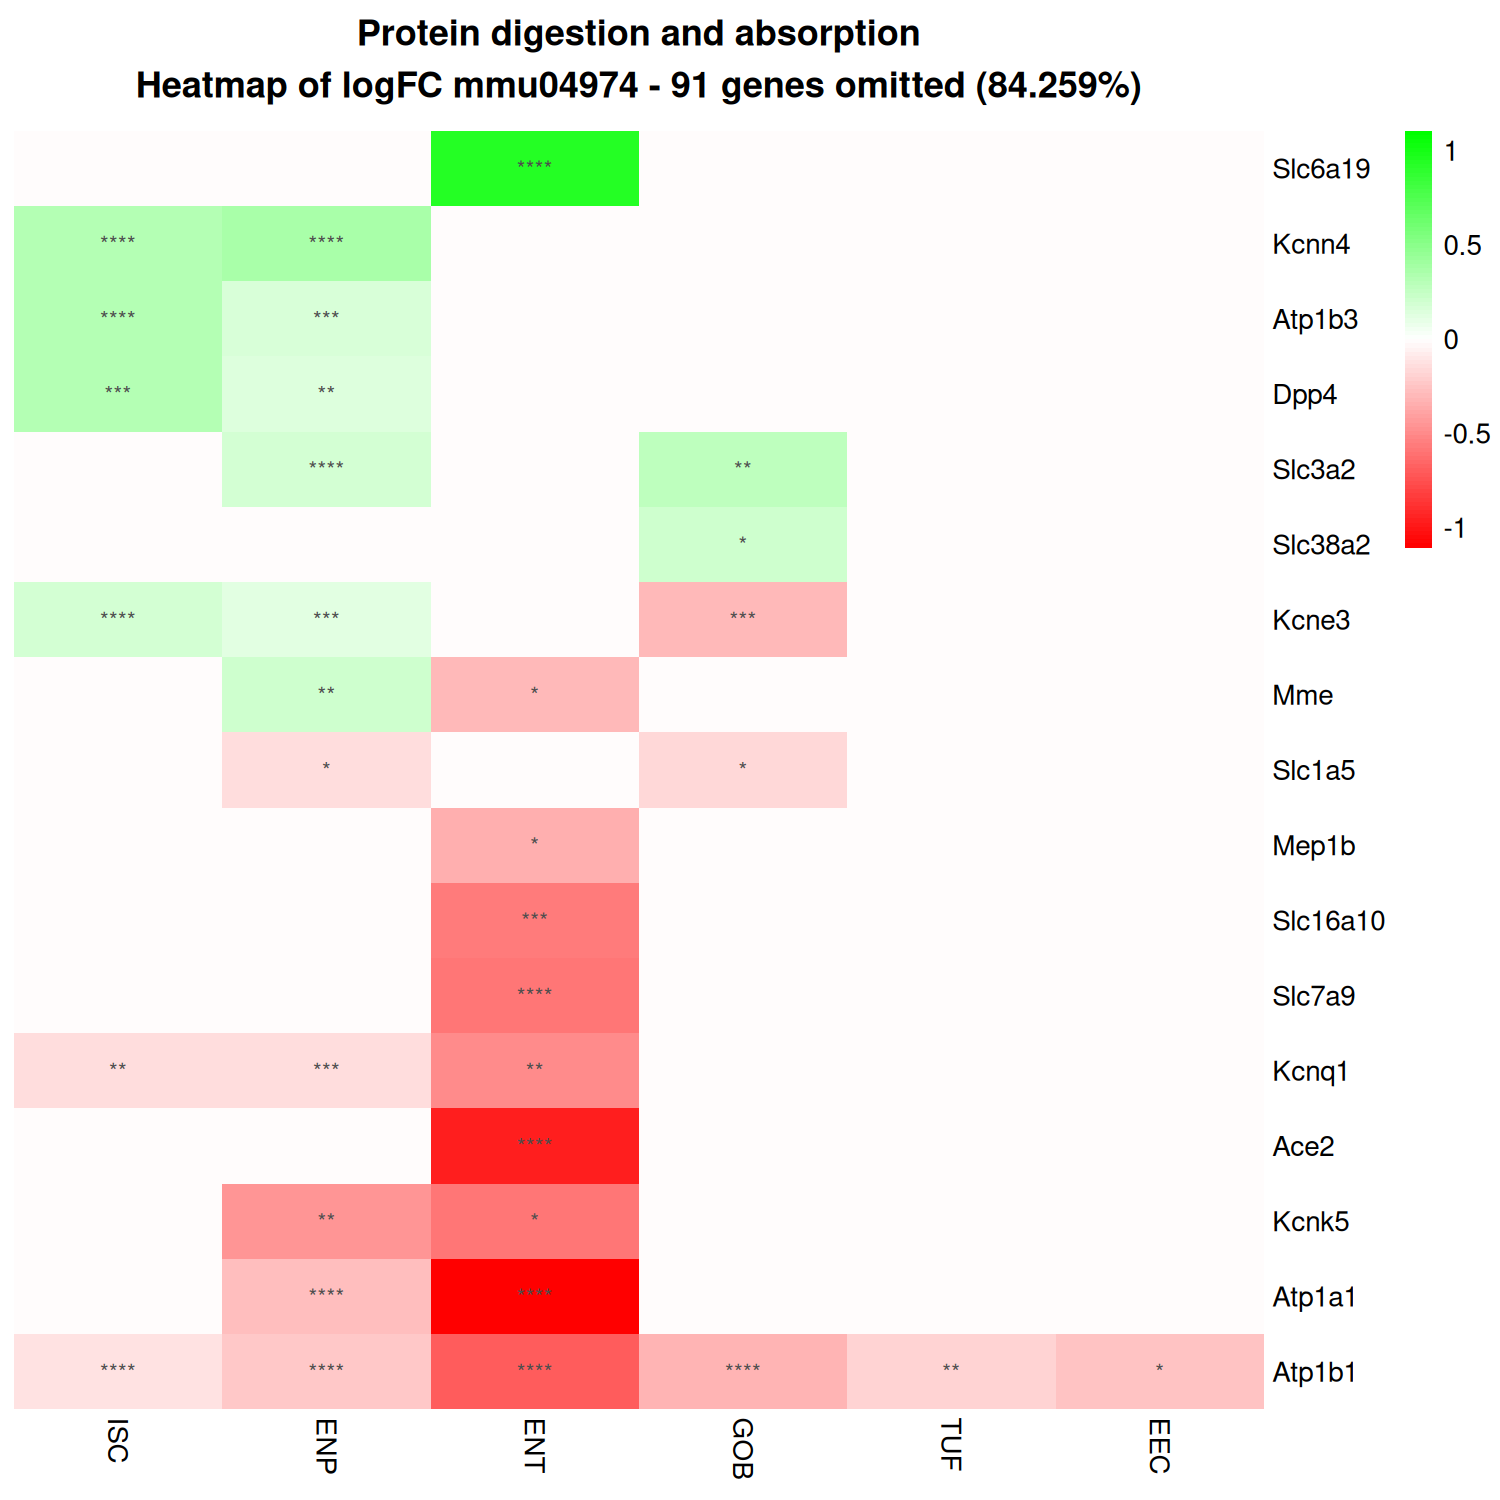 Protein digestion and absorption
Heatmap of logFC mmu04974 - 91 genes omitted (84.259%)
**** Slc6a19
**** **** Kcnn4
**** *** Atp1b3
*** ** Dpp4
**** ** Slc3a2
* Slc38a2
**** *** *** Kcne3
** * Mme
* * Slc1a5
* Mep1b
*** Slc16a10
**** Slc7a9
** *** ** Kcnq1
**** Ace2
** * Kcnk5
**** **** Atp1a1
**** **** **** **** ** * Atp1b1
ISC ENP ENT GOB TUF EEC
1
0.5
0
-0.5
-1